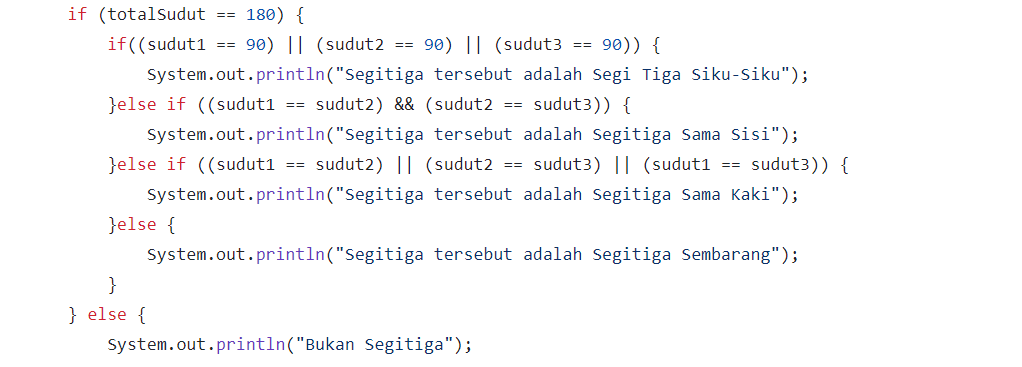 if (totalSudut == 180) {
if((sudut1 == 90) || (sudut2 == 90) || (sudut3 == 90)) {
System.out.println("Segitiga tersebut adalah Segi Tiga Siku-Siku");
}else if ((sudut1 == sudut2) && (sudut2 == sudut3)) {
System.out.println("Segitiga tersebut adalah Segitiga Sama Sisi");
}else if ((sudut1 == sudut2) || (sudut2 == sudut3) || (sudut1 == sudut3)) {
System.out.println("Segitiga tersebut adalah Segitiga Sama Kaki");
}else {
System.out.println("Segitiga tersebut adalah Segitiga Sembarang");
}
} else {
System.out.println("Bukan Segitiga");